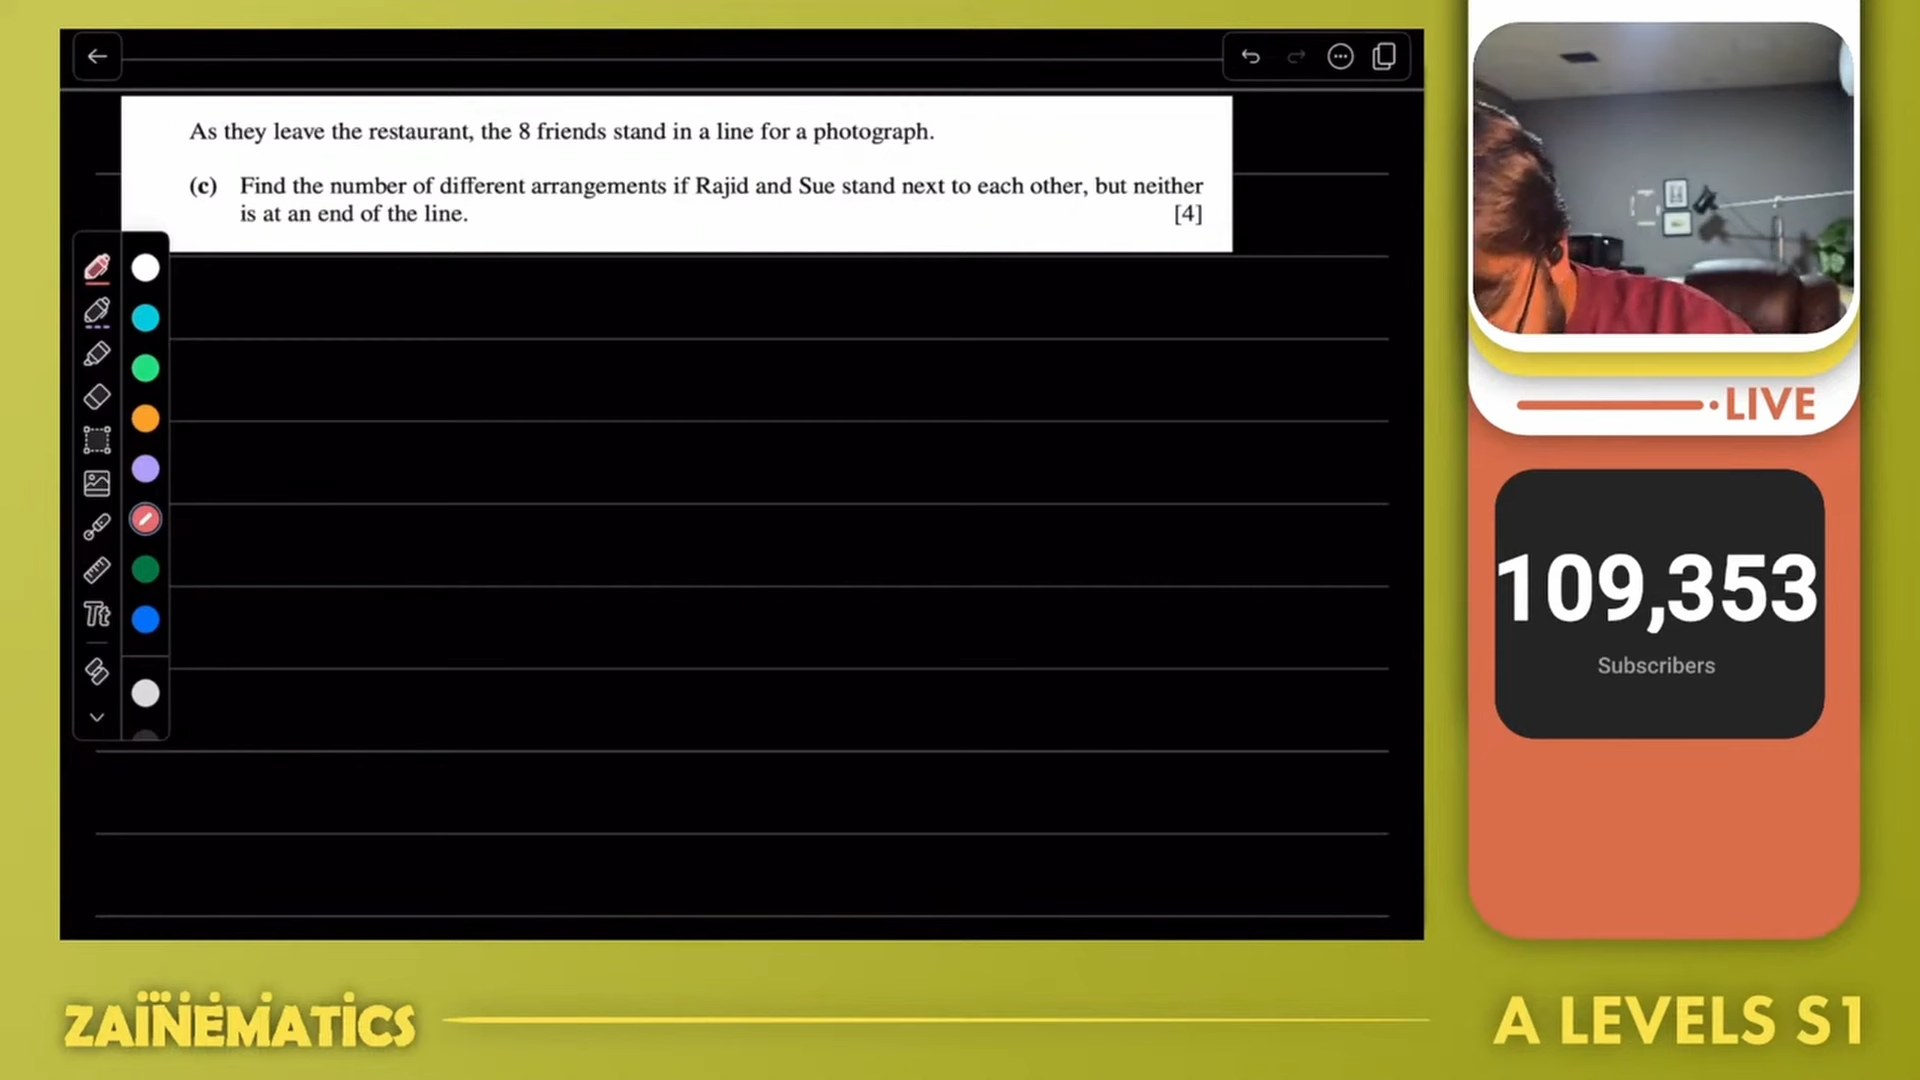 As they leave the restaurant, the 8 friends stand in a line for a photograph.
(c) Find the number of different arrangements if Rajid and Sue stand next to each other, but neither
is at an end of the line. [4]
Tt
LIVE
109,353
Subscribers
ZAINEMATICS
A LEVELS S1